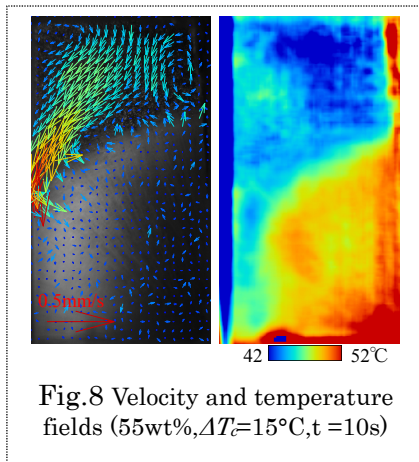 0.5mm/s
42 52℃
Fig.8 Velocity and temperature
fields (55wt%,ΔTc=15°C,t =10s)